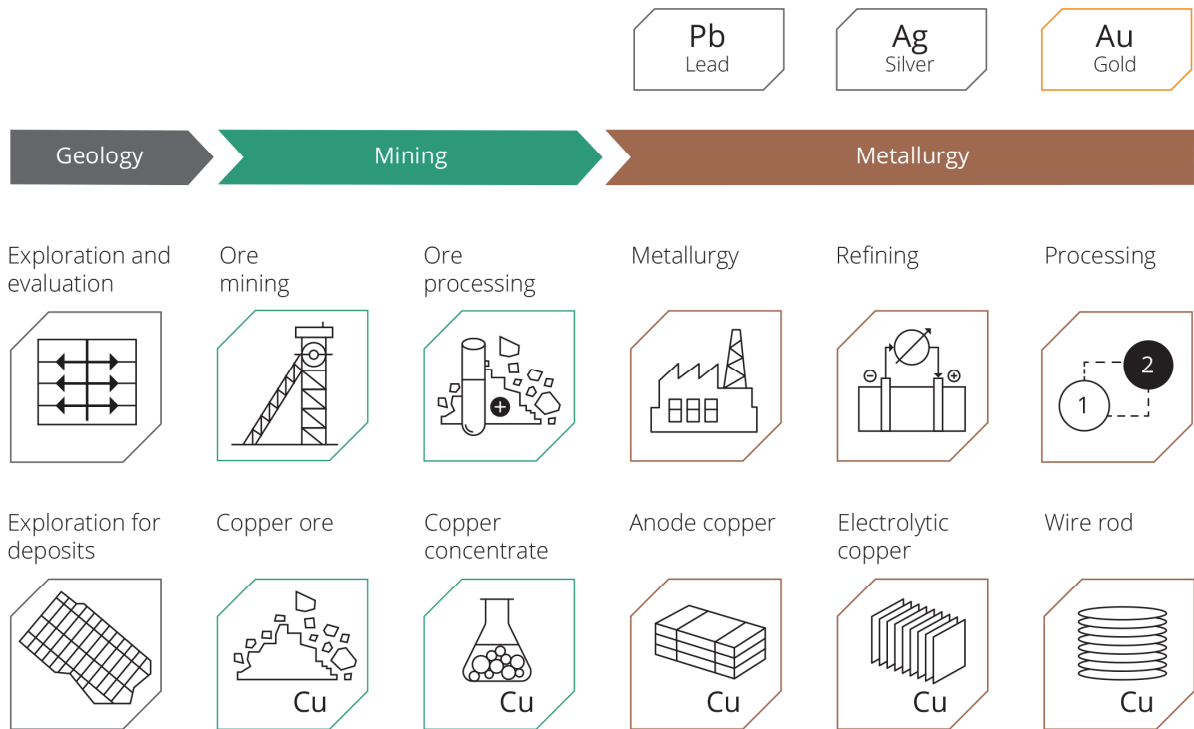 Pb
Lead
Ag
Silver
Au
Gold
Geology
Mining
Metallurgy
Exploration and
evaluation
Ore
mining
Ore
processing
Metallurgy
Refining
Processing
+
⊖
⊕
1
2
Exploration for
deposits
Copper ore
Copper
concentrate
Anode copper
Electrolytic
copper
Wire rod
Cu
Cu
Cu
Cu
Cu